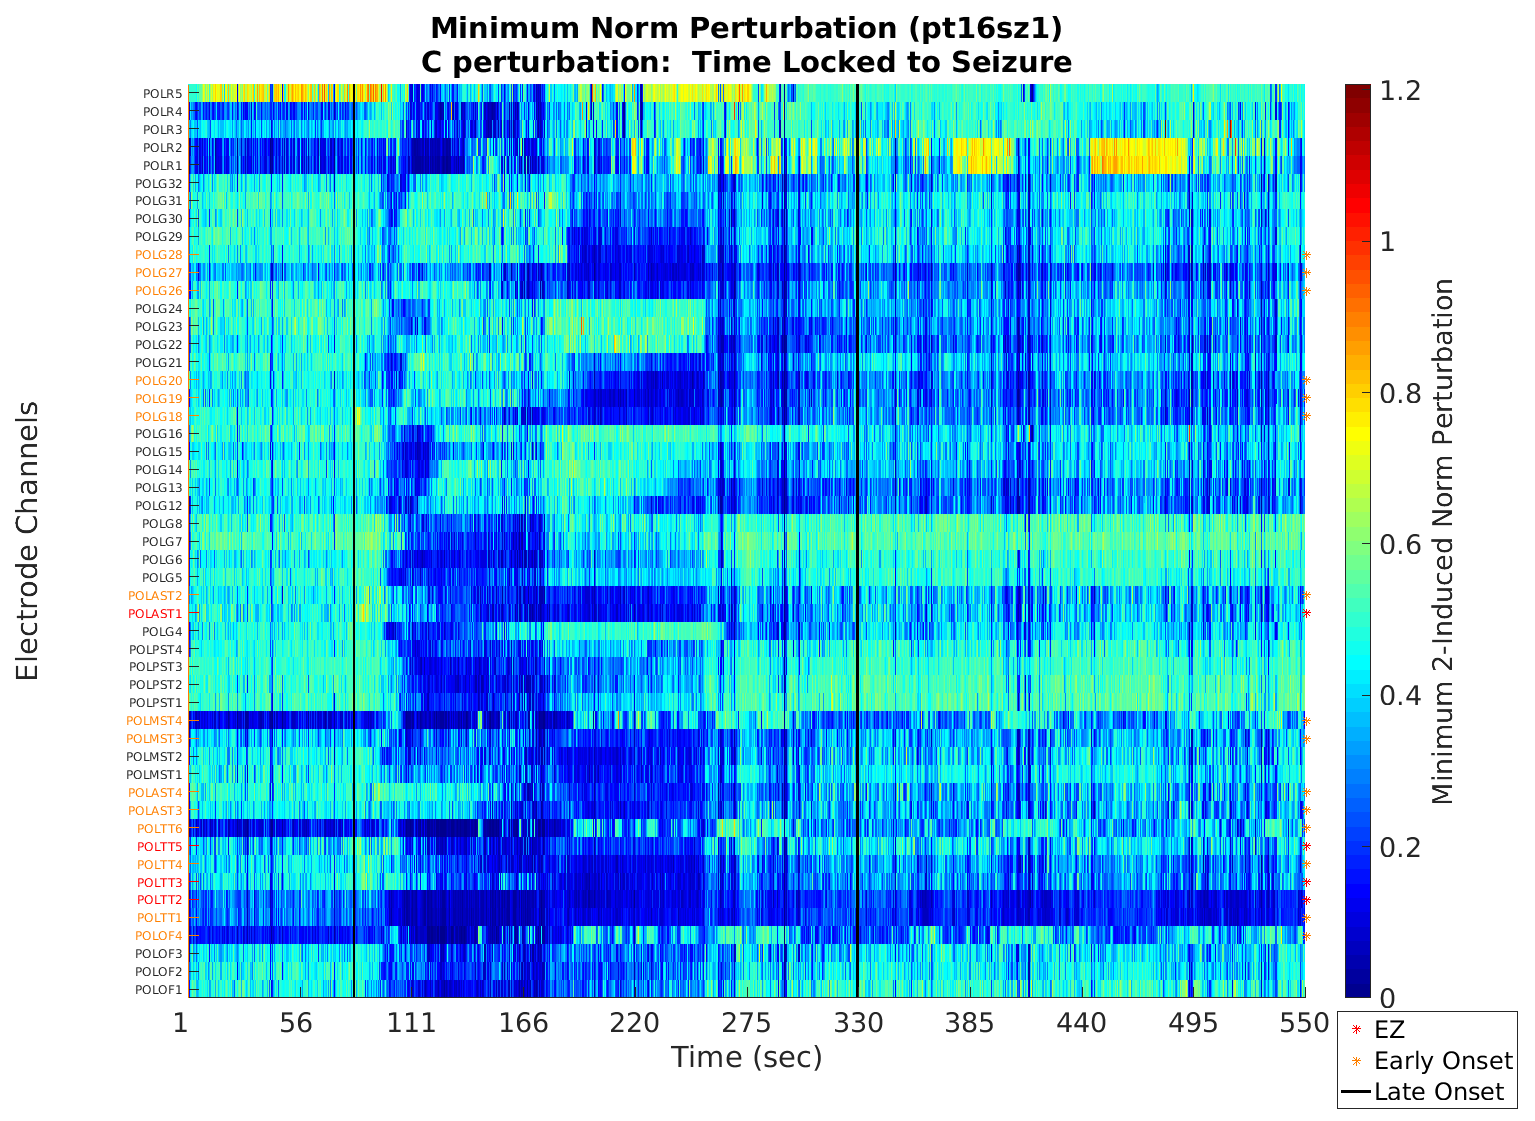 Minimum Norm Perturbation (pt16sz1)
C perturbation:  Time Locked to Seizure
Electrode Channels
POLR5
POLR4
POLR3
POLR2
POLR1
POLG32
POLG31
POLG30
POLG29
POLG28
POLG27
POLG26
POLG24
POLG23
POLG22
POLG21
POLG20
POLG19
POLG18
POLG16
POLG15
POLG14
POLG13
POLG12
POLG8
POLG7
POLG6
POLG5
POLAST2
POLAST1
POLG4
POLPST4
POLPST3
POLPST2
POLPST1
POLMST4
POLMST3
POLMST2
POLMST1
POLAST4
POLAST3
POLTT6
POLTT5
POLTT4
POLTT3
POLTT2
POLTT1
POLOF4
POLOF3
POLOF2
POLOF1
1 56 111 166 220 275 330 385 440 495 550
Time (sec)
1.2
1
0.8
0.6
0.4
0.2
0
Minimum 2-Induced Norm Perturbation
EZ
Early Onset
Late Onset